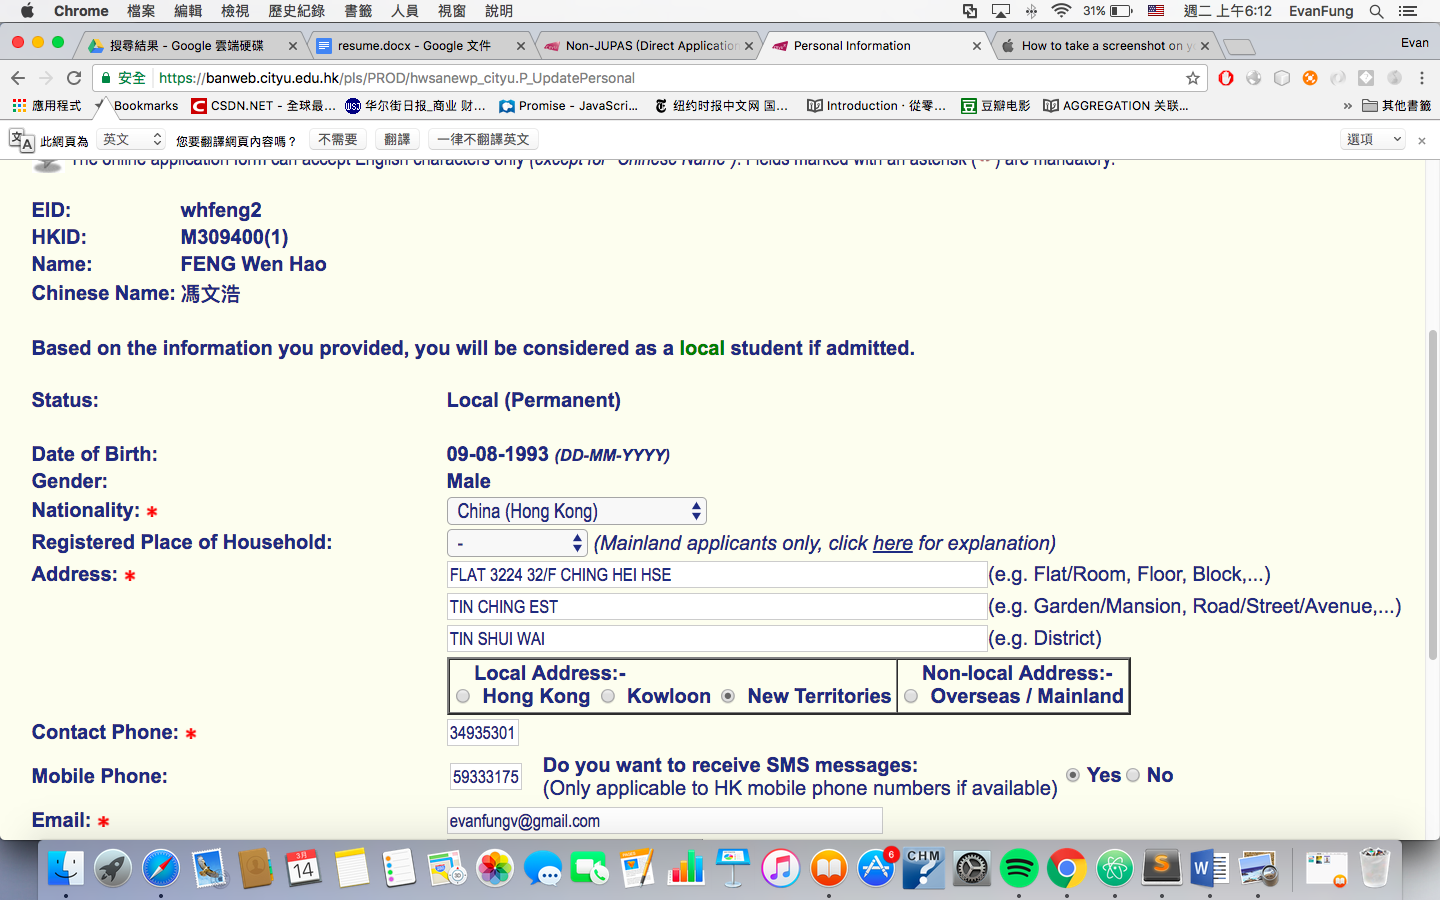 Chrome 檔案 編輯 檢視 歷史紀錄 書籤 人員 視窗 說明 31% 週二 上午6:12 EvanFung
搜尋結果 - Google 雲端硬碟 resume.docx - Google 文件 Non-JUPAS (Direct Application Personal Information How to take a screenshot on y Evan
安全 https://banweb.cityu.edu.hk/pls/PROD/hwsanewp_cityu.P_UpdatePersonal
應用程式 Bookmarks CSDN.NET - 全球最... 华尔街日报_商业 财... Promise - JavaScri... 纽约时报中文网 国... Introduction · 從零... 豆瓣电影 AGGREGATION 关联... » 其他書籤
此網頁為 英文 您要翻譯網頁內容嗎？ 不需要 翻譯 一律不翻譯英文 選項
The online application form can accept English characters only (except for "Chinese Name"). Fields marked with an asterisk (*) are mandatory.
EID: whfeng2
HKID: M309400(1)
Name: FENG Wen Hao
Chinese Name: 馮文浩
Based on the information you provided, you will be considered as a local student if admitted.
Status: Local (Permanent)
Date of Birth: 09-08-1993 (DD-MM-YYYY)
Gender: Male
Nationality: * China (Hong Kong)
Registered Place of Household: - (Mainland applicants only, click here for explanation)
Address: * FLAT 3224 32/F CHING HEI HSE (e.g. Flat/Room, Floor, Block,...)
TIN CHING EST (e.g. Garden/Mansion, Road/Street/Avenue,...)
TIN SHUI WAI (e.g. District)
Local Address:- Non-local Address:-
Hong Kong Kowloon New Territories Overseas / Mainland
Contact Phone: * 34935301
Mobile Phone: 59333175 Do you want to receive SMS messages: Yes No
(Only applicable to HK mobile phone numbers if available)
Email: * evanfungv@gmail.com
3月
14
6
CHM